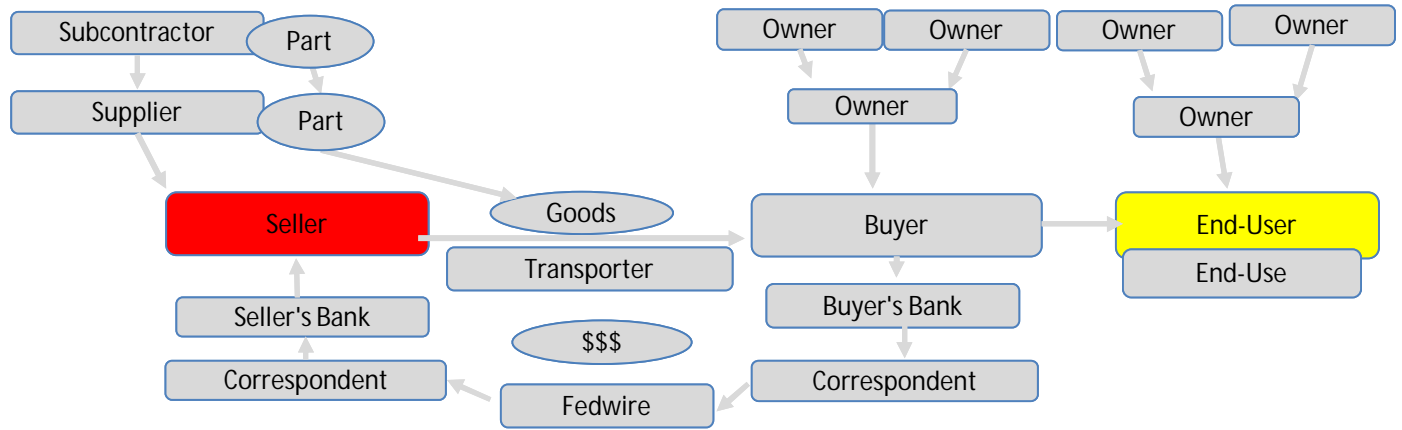 Subcontractor
Part
Owner
Owner
Owner
Owner
Supplier
Part
Owner
Owner
Seller
Goods
Buyer
End-User
Transporter
End-Use
Seller's Bank
Buyer's Bank
$$$
Correspondent
Correspondent
Fedwire